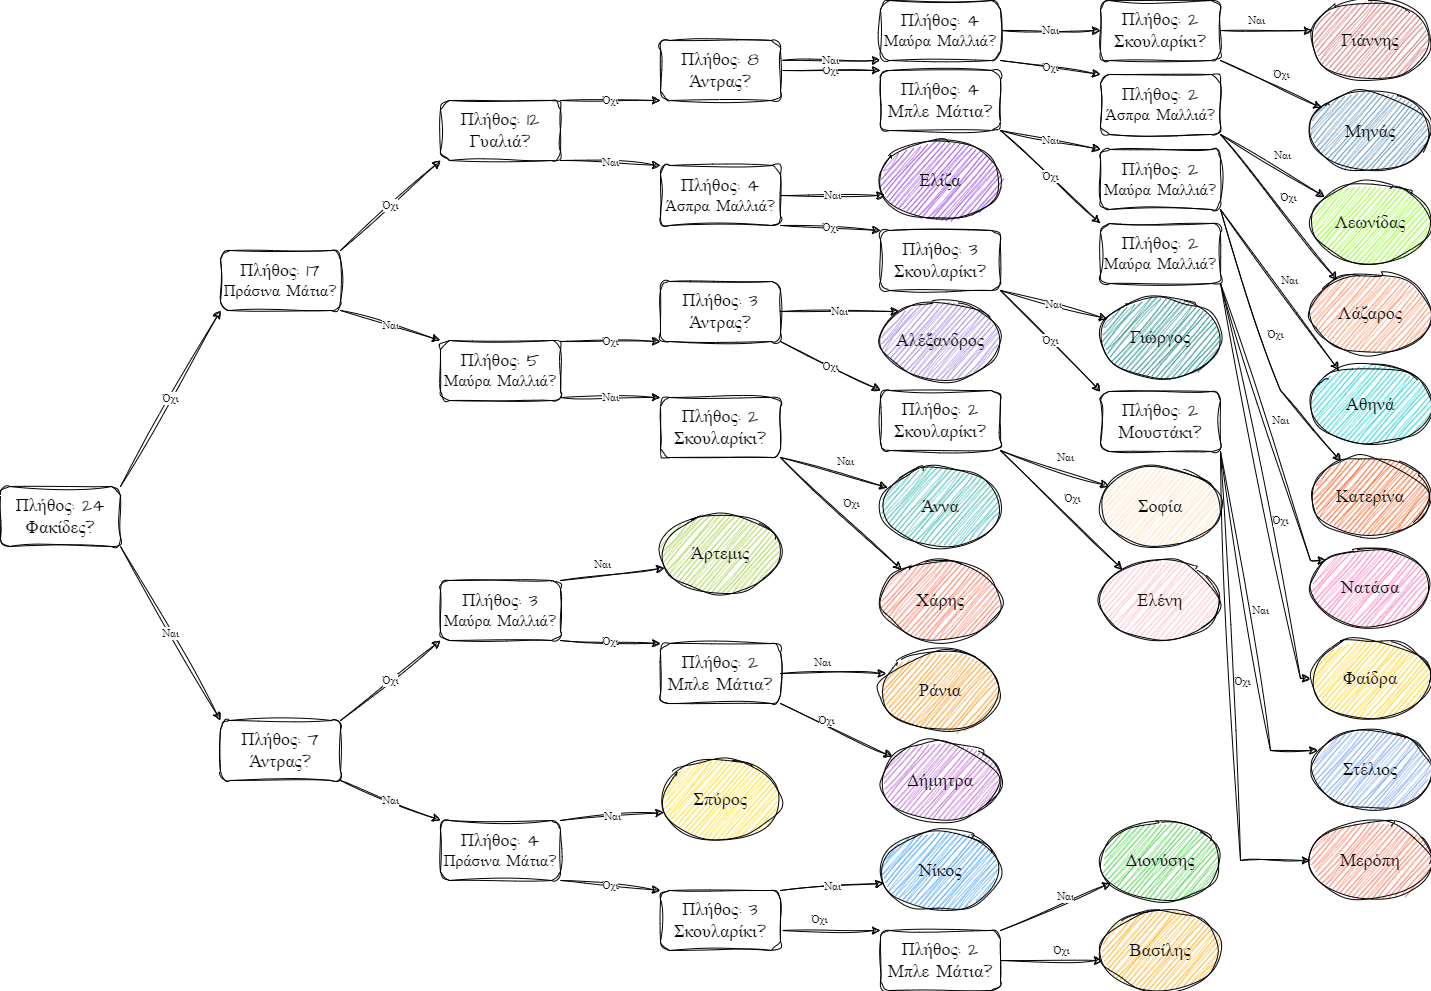 Πλήθος: 24
Φακίδες?
Όχι
Ναι
Πλήθος: 17
Πράσινα Μάτια?
Όχι
Ναι
Πλήθος: 7
Άντρας?
Όχι
Ναι
Πλήθος: 12
Γυαλιά?
Όχι
Ναι
Πλήθος: 5
Μαύρα Μαλλιά?
Όχι
Ναι
Πλήθος: 3
Μαύρα Μαλλιά?
Ναι
Όχι
Πλήθος: 4
Πράσινα Μάτια?
Ναι
Όχι
Πλήθος: 8
Άντρας?
Ναι
Όχι
Πλήθος: 4
Άσπρα Μαλλιά?
Ναι
Όχι
Πλήθος: 3
Άντρας?
Ναι
Όχι
Πλήθος: 2
Σκουλαρίκι?
Ναι
Όχι
Άρτεμις
Πλήθος: 2
Μπλε Μάτια?
Ναι
Όχι
Σπύρος
Πλήθος: 3
Σκουλαρίκι?
Ναι
Όχι
Πλήθος: 4
Μαύρα Μαλλιά?
Ναι
Όχι
Πλήθος: 4
Μπλε Μάτια?
Ναι
Όχι
Ελίζα
Πλήθος: 3
Σκουλαρίκι?
Ναι
Όχι
Αλέξανδρος
Πλήθος: 2
Σκουλαρίκι?
Ναι
Όχι
Άννα
Χάρης
Ράνια
Δήμητρα
Νίκος
Πλήθος: 2
Μπλε Μάτια?
Ναι
Όχι
Πλήθος: 2
Σκουλαρίκι?
Ναι
Όχι
Πλήθος: 2
Άσπρα Μαλλιά?
Ναι
Όχι
Πλήθος: 2
Μαύρα Μαλλιά?
Ναι
Όχι
Πλήθος: 2
Μαύρα Μαλλιά?
Ναι
Όχι
Γιώργος
Πλήθος: 2
Μουστάκι?
Ναι
Όχι
Σοφία
Ελένη
Διονύσης
Βασίλης
Γιάννης
Μηνάς
Λεωνίδας
Λάζαρος
Αθηνά
Κατερίνα
Νατάσα
Φαίδρα
Στέλιος
Μερόπη